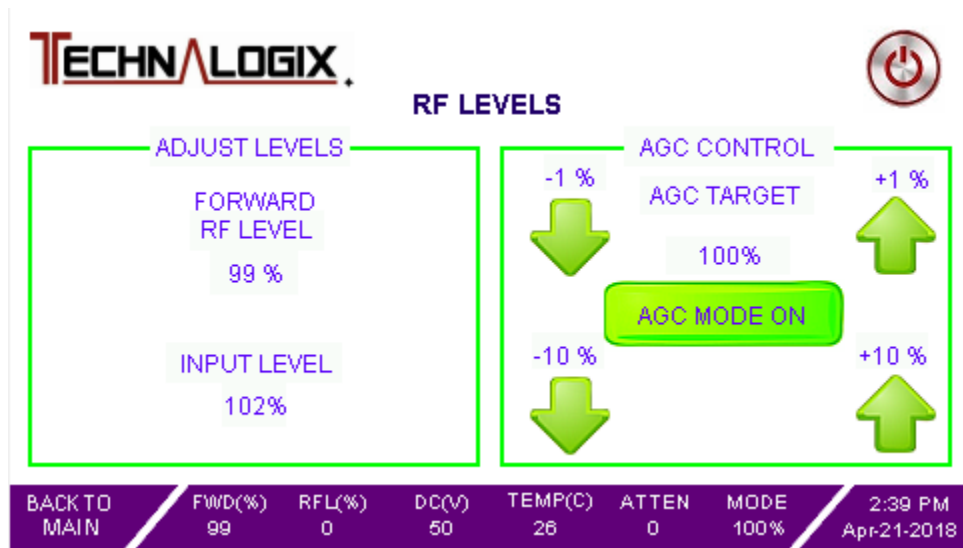 TECHNALOGIX
RF LEVELS
ADJUST LEVELS
FORWARD
RF LEVEL
99 %
INPUT LEVEL
102%
AGC CONTROL
-1 %
AGC TARGET
+1 %
100%
AGC MODE ON
-10 %
+10 %
BACK TO
MAIN
FWD(%) RFL(%) DC(V) TEMP(C) ATTEN MODE
99 0 50 26 0 100%
2:39 PM
Apr-21-2018